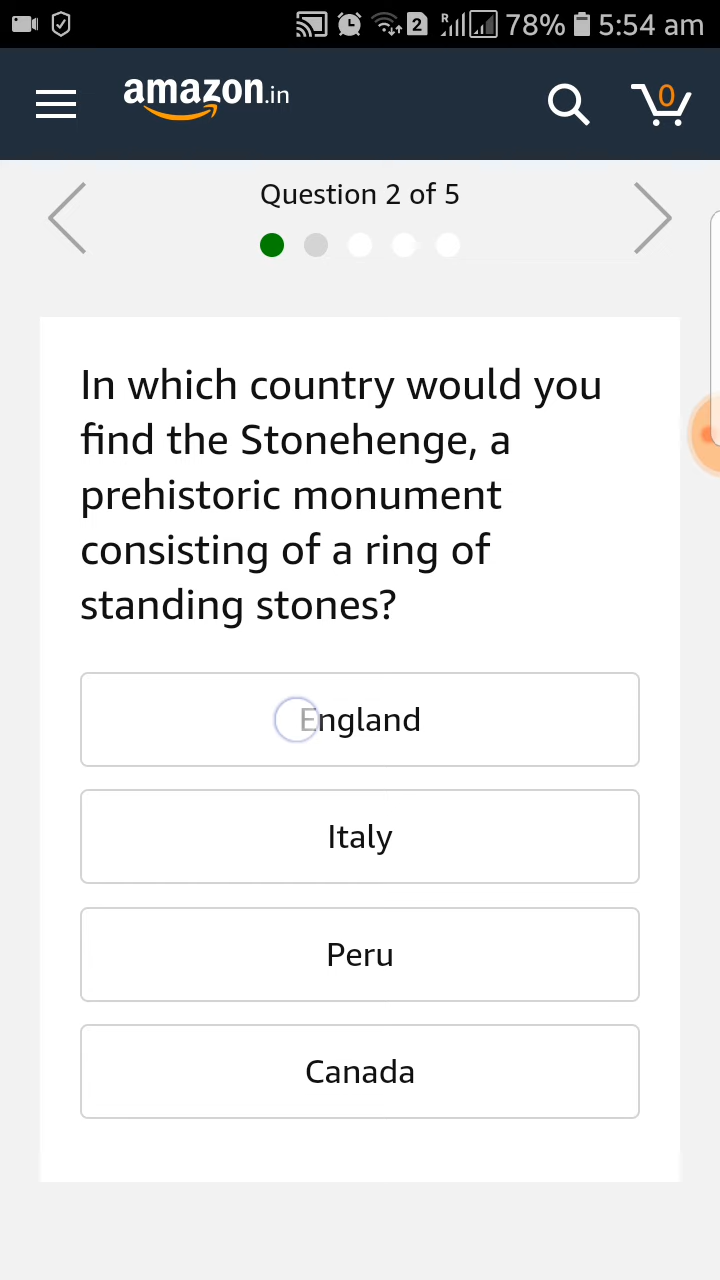 2 R 78% 5:54 am
amazon.in
0
Question 2 of 5
In which country would you
find the Stonehenge, a
prehistoric monument
consisting of a ring of
standing stones?
England
Italy
Peru
Canada